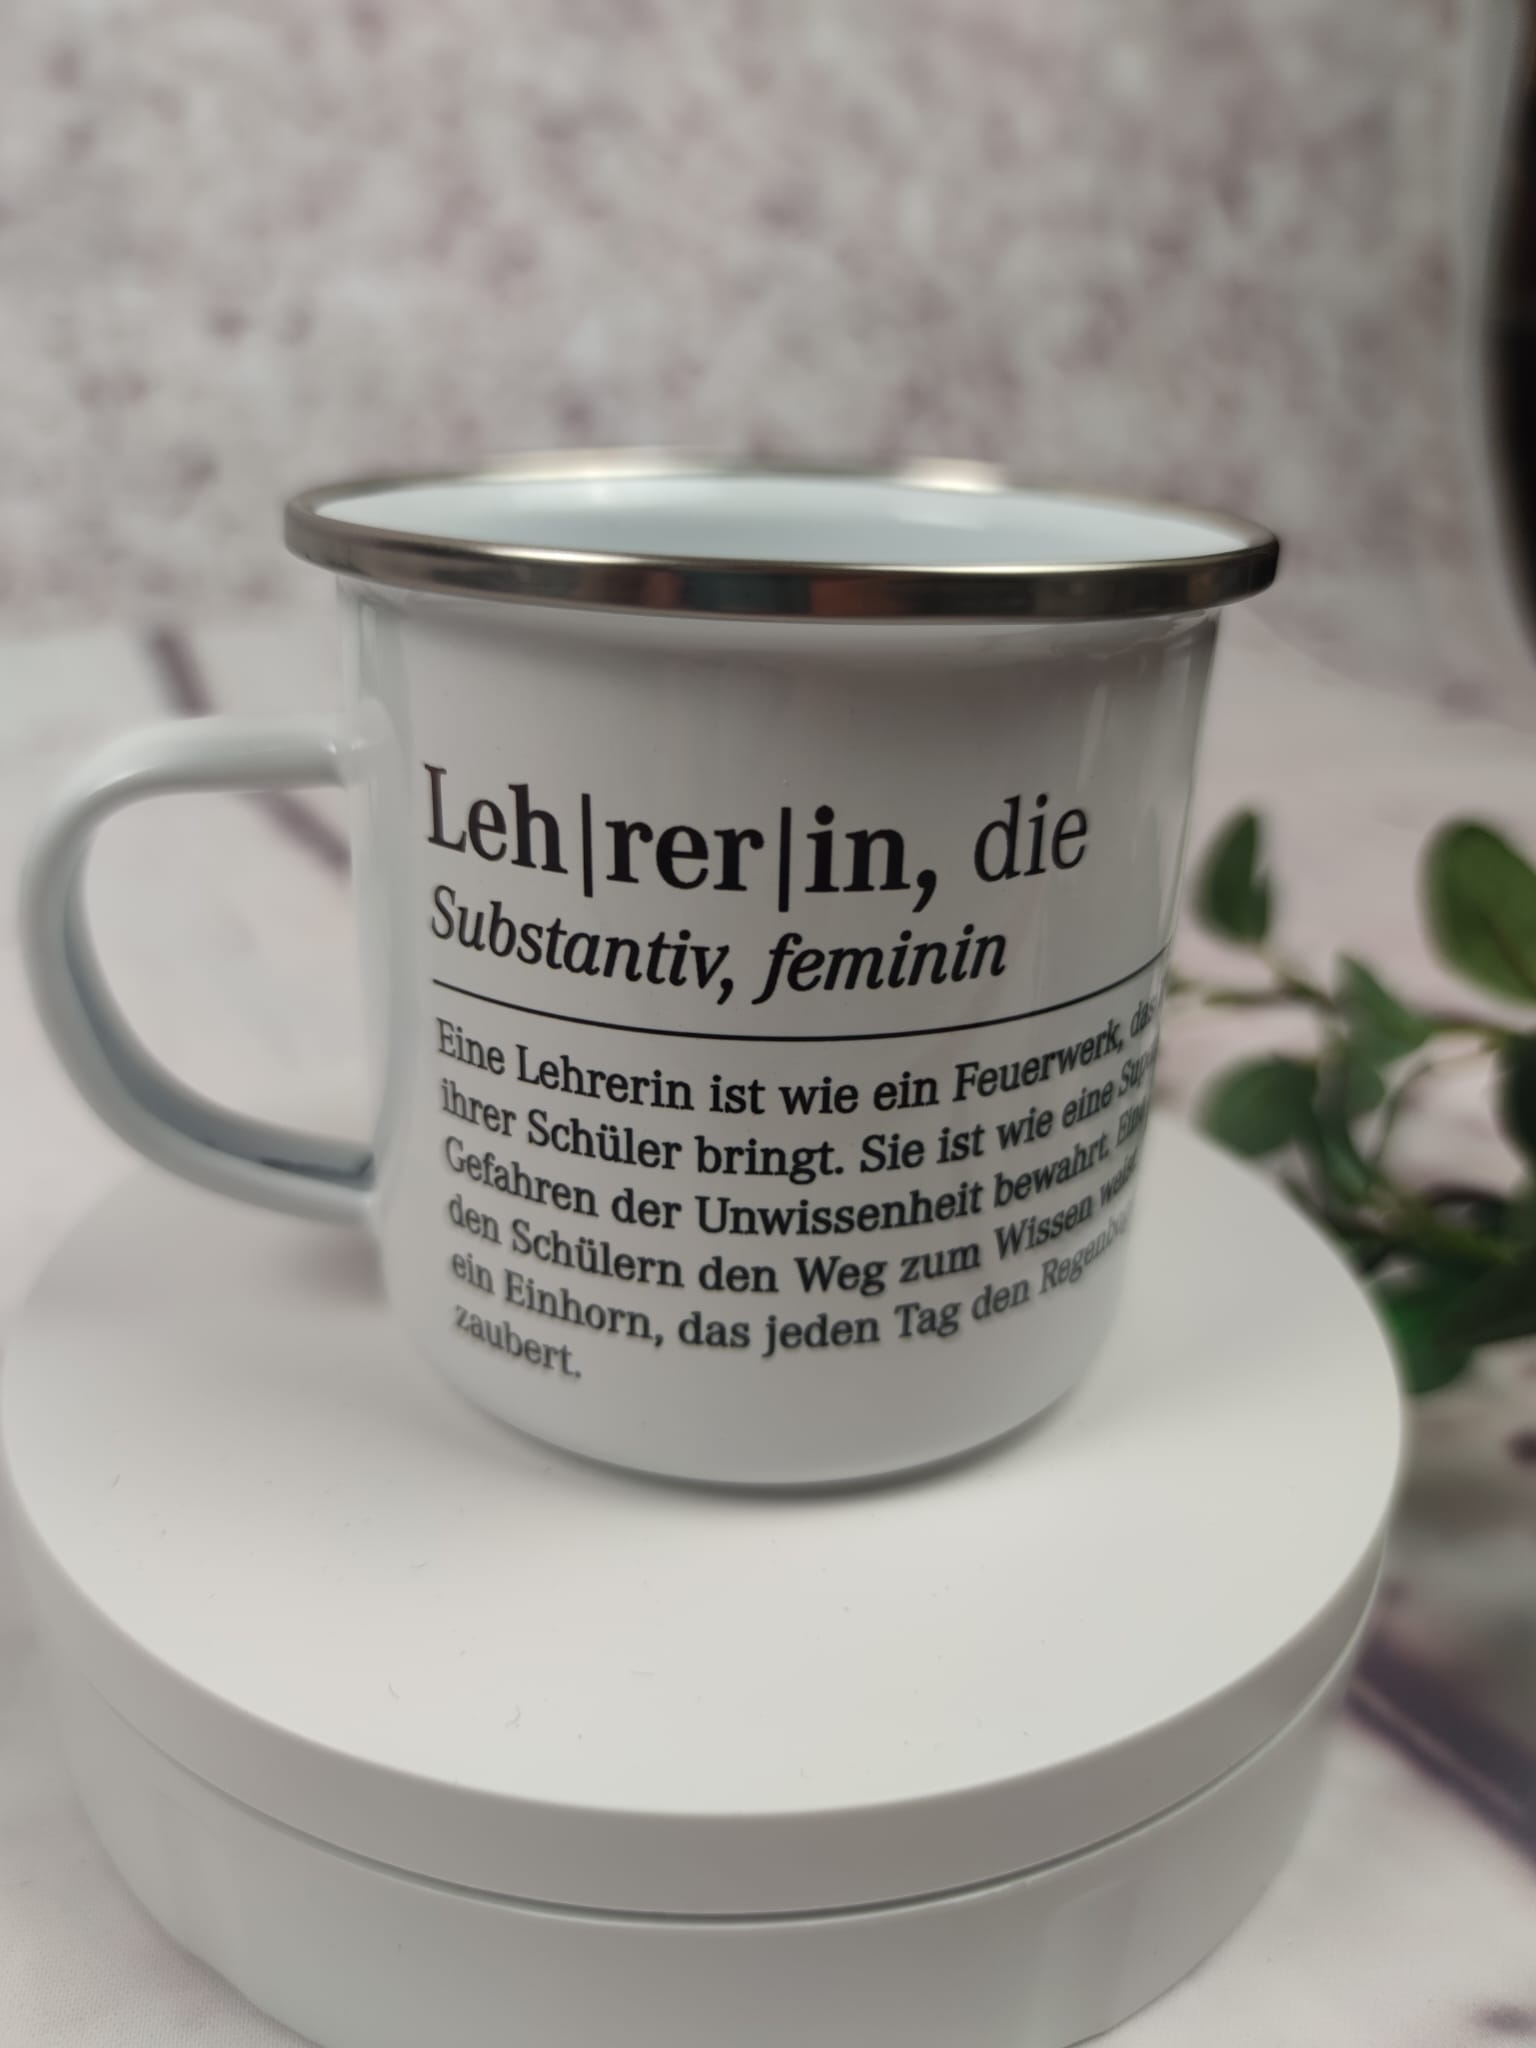 Leh|rer|in, die
Substantiv, feminin
Eine Lehrerin ist wie ein Feuerwerk, das
ihrer Schüler bringt. Sie ist wie eine
Gefahren der Unwissenheit bewahrt.
den Schülern den Weg zum Wissen
ein Einhorn, das jeden Tag den
zaubert.